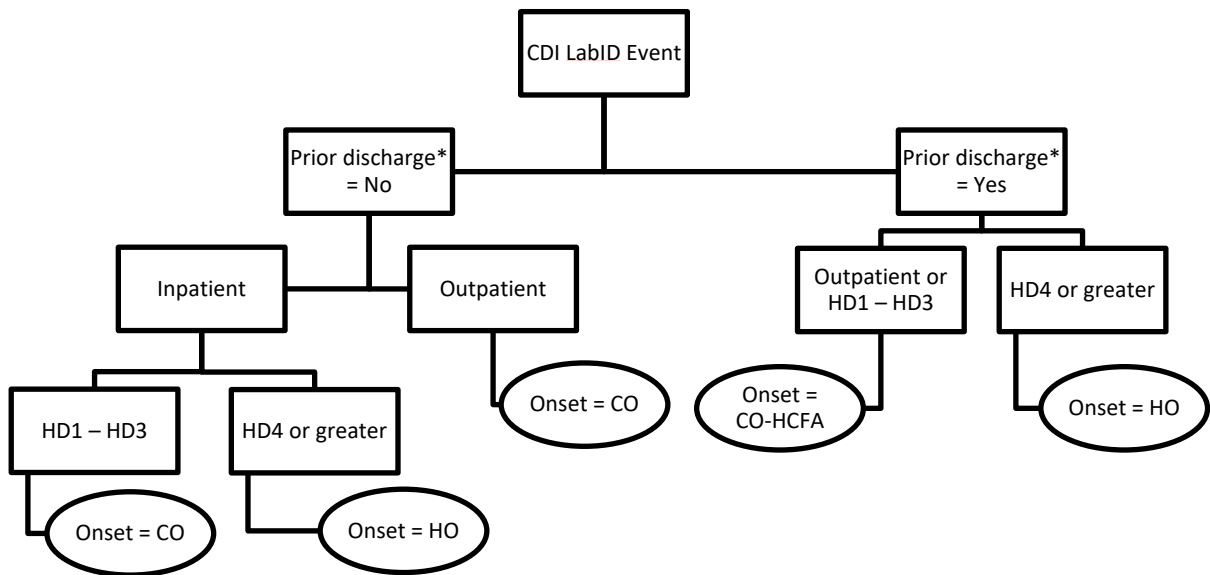 CDI LabID Event
Prior discharge*
= No
Prior discharge*
= Yes
Inpatient
Outpatient
Outpatient or
HD1 – HD3
HD4 or greater
HD1 – HD3
HD4 or greater
Onset = CO
Onset =
CO-HCFA
Onset = HO
Onset = CO
Onset = HO